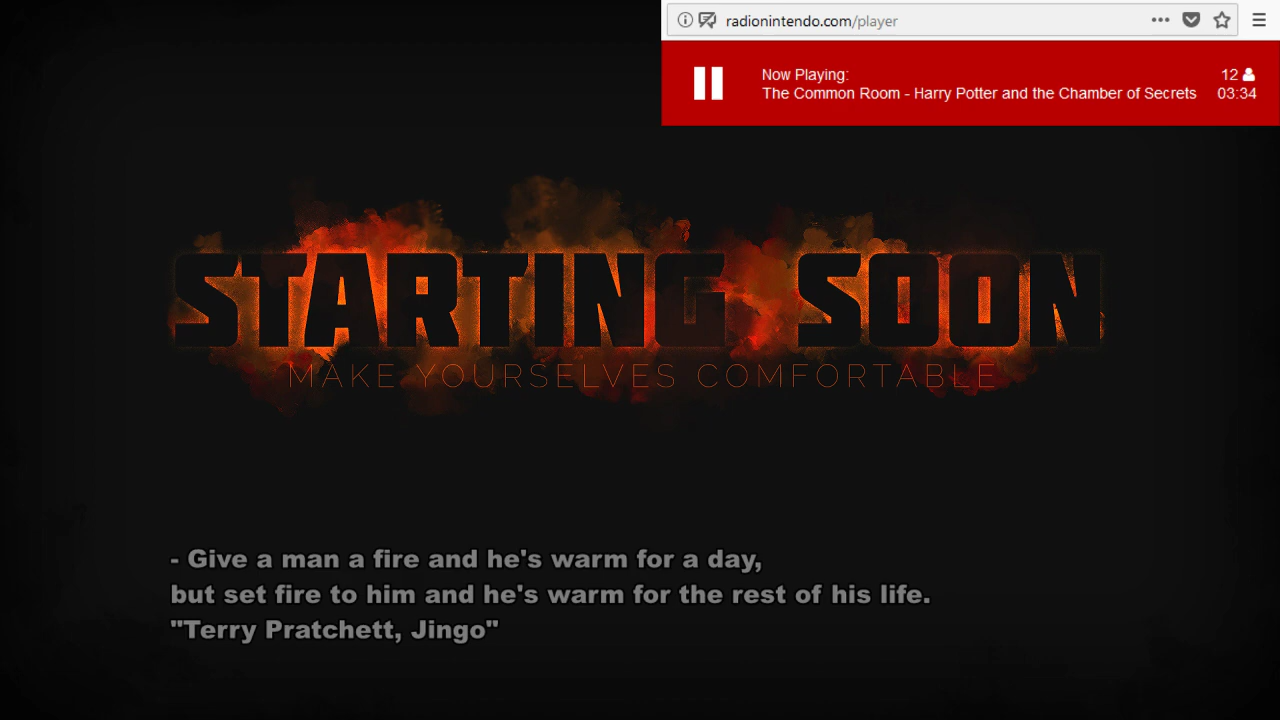 radionintendo.com/player
Now Playing:
The Common Room - Harry Potter and the Chamber of Secrets
12
03:34
STARTING SOON
MAKE YOURSELVES COMFORTABLE
- Give a man a fire and he's warm for a day,
but set fire to him and he's warm for the rest of his life.
"Terry Pratchett, Jingo"